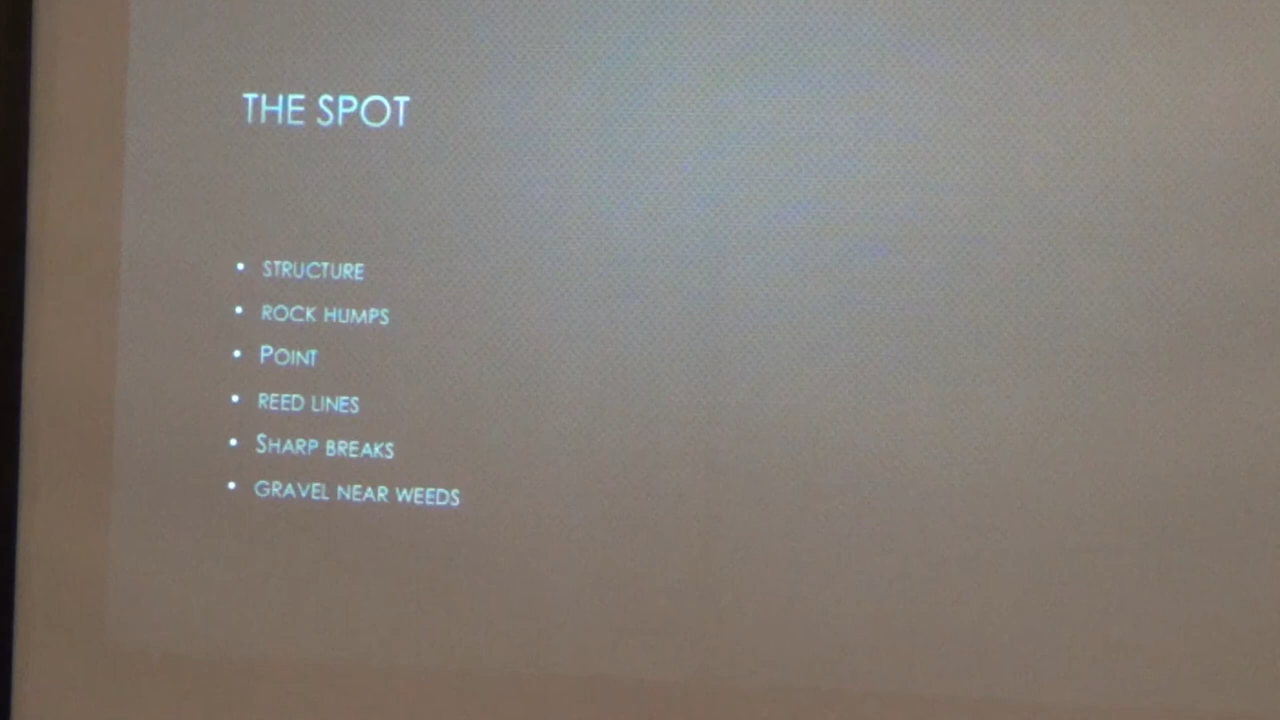 THE SPOT
• STRUCTURE
• ROCK HUMPS
• POINT
• REED LINES
• SHARP BREAKS
• GRAVEL NEAR WEEDS